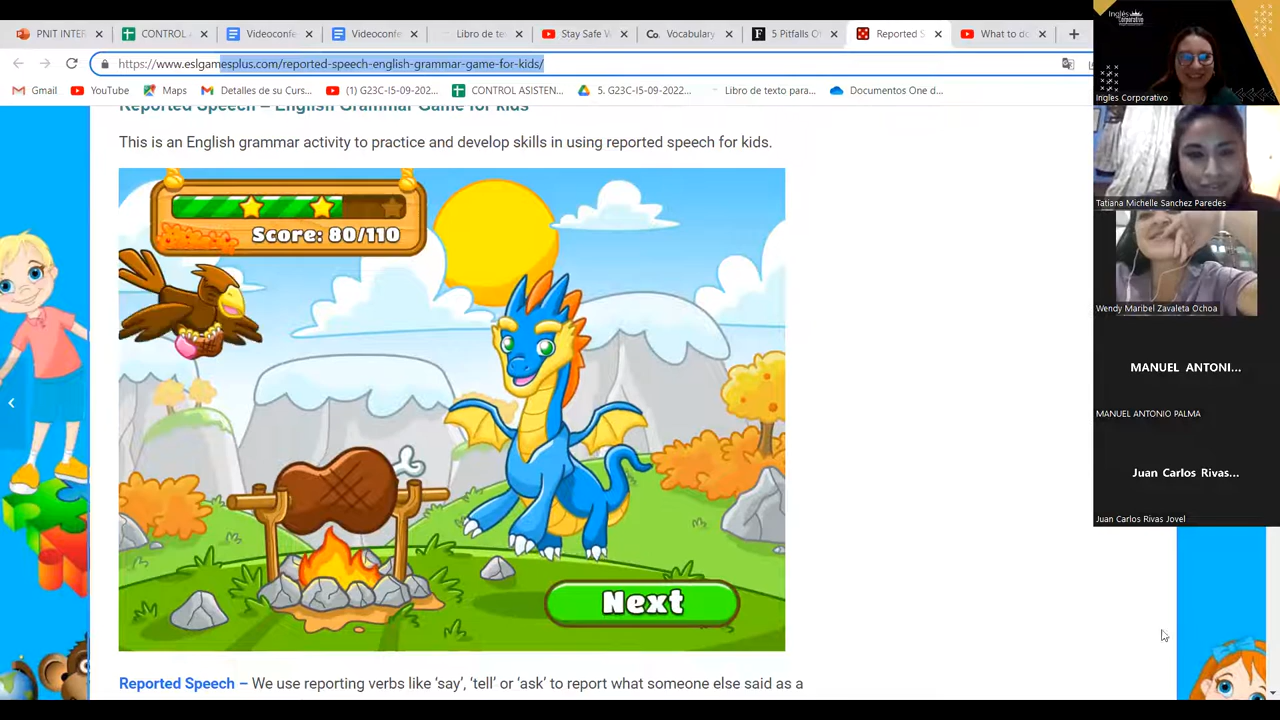 PNIT INTER
CONTROL
Videoconfe
Videoconfe
Libro de te
Stay Safe V
Co. Vocabulary
5 Pitfalls O
Reported S
What to d
https://www.eslgamesplus.com/reported-speech-english-grammar-game-for-kids/
Gmail
YouTube
Maps
Detalles de su Curs...
(1) G23C-I5-09-202...
CONTROL ASISTEN...
5. G23C-I5-09-2022...
Libro de texto para...
Documentos One d...
Reported Speech – English Grammar Game for kids
This is an English grammar activity to practice and develop skills in using reported speech for kids.
Score: 80/110
Next
Reported Speech – We use reporting verbs like 'say', 'tell' or 'ask' to report what someone else said as a
Inglés
Corporativo
Ingles Corporativo
Tatiana Michelle Sanchez Paredes
Wendy Maribel Zavaleta Ochoa
MANUEL ANTONI...
MANUEL ANTONIO PALMA
Juan Carlos Rivas...
Juan Carlos Rivas Jovel